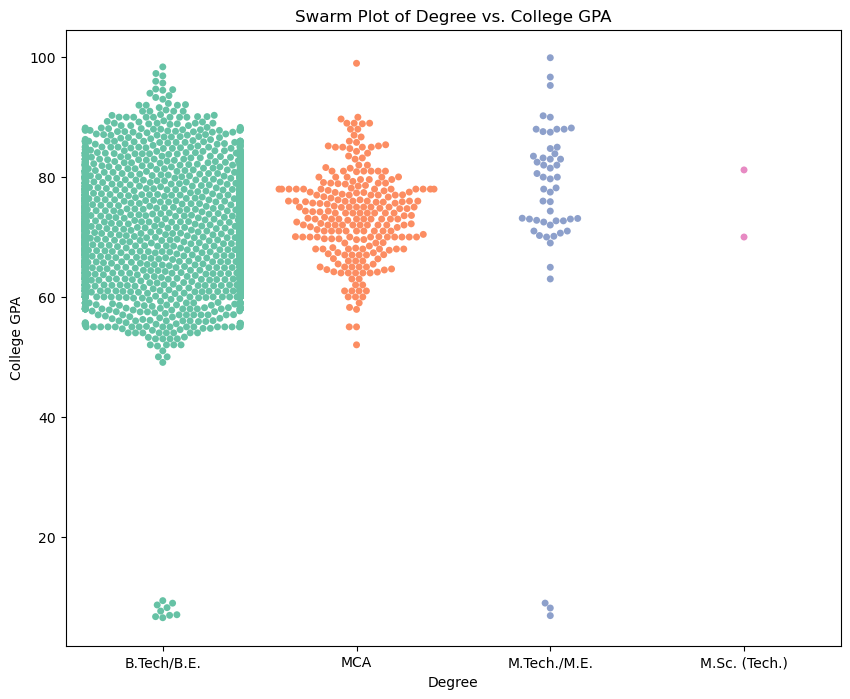 Swarm Plot of Degree vs. College GPA
100
80
60
40
20
College GPA
B.Tech/B.E.
MCA
M.Tech./M.E.
M.Sc. (Tech.)
Degree